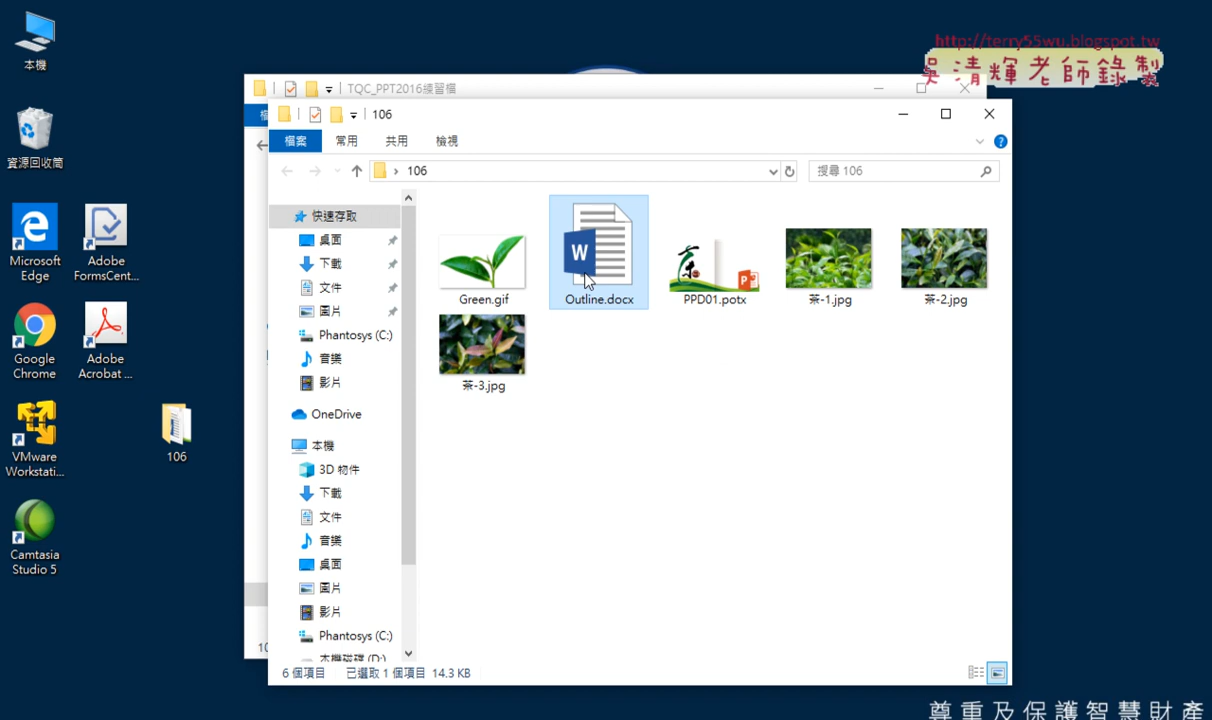 http://terry55wu.blogspot.tw
吳清輝老師錄製
本機
資源回收筒
Microsoft
Edge
Adobe
FormsCent...
Google
Chrome
Adobe
Acrobat ...
VMware
Workstati...
106
Camtasia
Studio 5
TQC_PPT2016練習檔
106
檔案
常用
共用
檢視
106
搜尋 106
快速存取
桌面
下載
文件
圖片
Phantosys (C:)
音樂
影片
OneDrive
本機
3D 物件
下載
文件
音樂
桌面
圖片
影片
Phantosys (C:)
本機磁碟 (D:)
Green.gif
Outline.docx
PPD01.potx
茶-1.jpg
茶-2.jpg
茶-3.jpg
6 個項目
已選取 1 個項目 14.3 KB
尊重及保護智慧財產